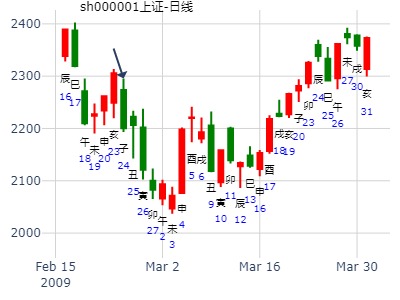 sh000001上证-日线
2400
2300
2200
2100
2000
辰 16
巳 17
午 18
未 19
申 20
亥 23
子 24
丑 25
寅 26
卯 27
午 2
未 3
申 4
酉 5
戌 6
丑 9
寅 10
卯 11
辰 12
巳 13
申 16
酉 17
戌 18
亥 19
子 20
卯 23
辰 24
巳 25
午 26
未 27
戌 30
亥 31
Feb 15
2009
Mar 2
Mar 16
Mar 30